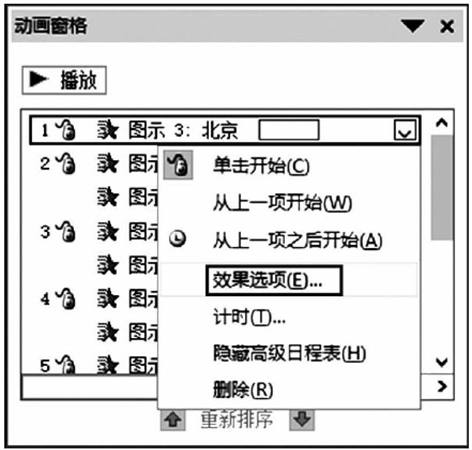 动画窗格
播放
1 图示 3: 北京
2 图示
单击开始(C)
图示
从上一项开始(W)
3 图示
从上一项之后开始(A)
图示
效果选项(E)...
4 图示
计时(T)...
图示
隐藏高级日程表(H)
5 图示
删除(R)
重新排序